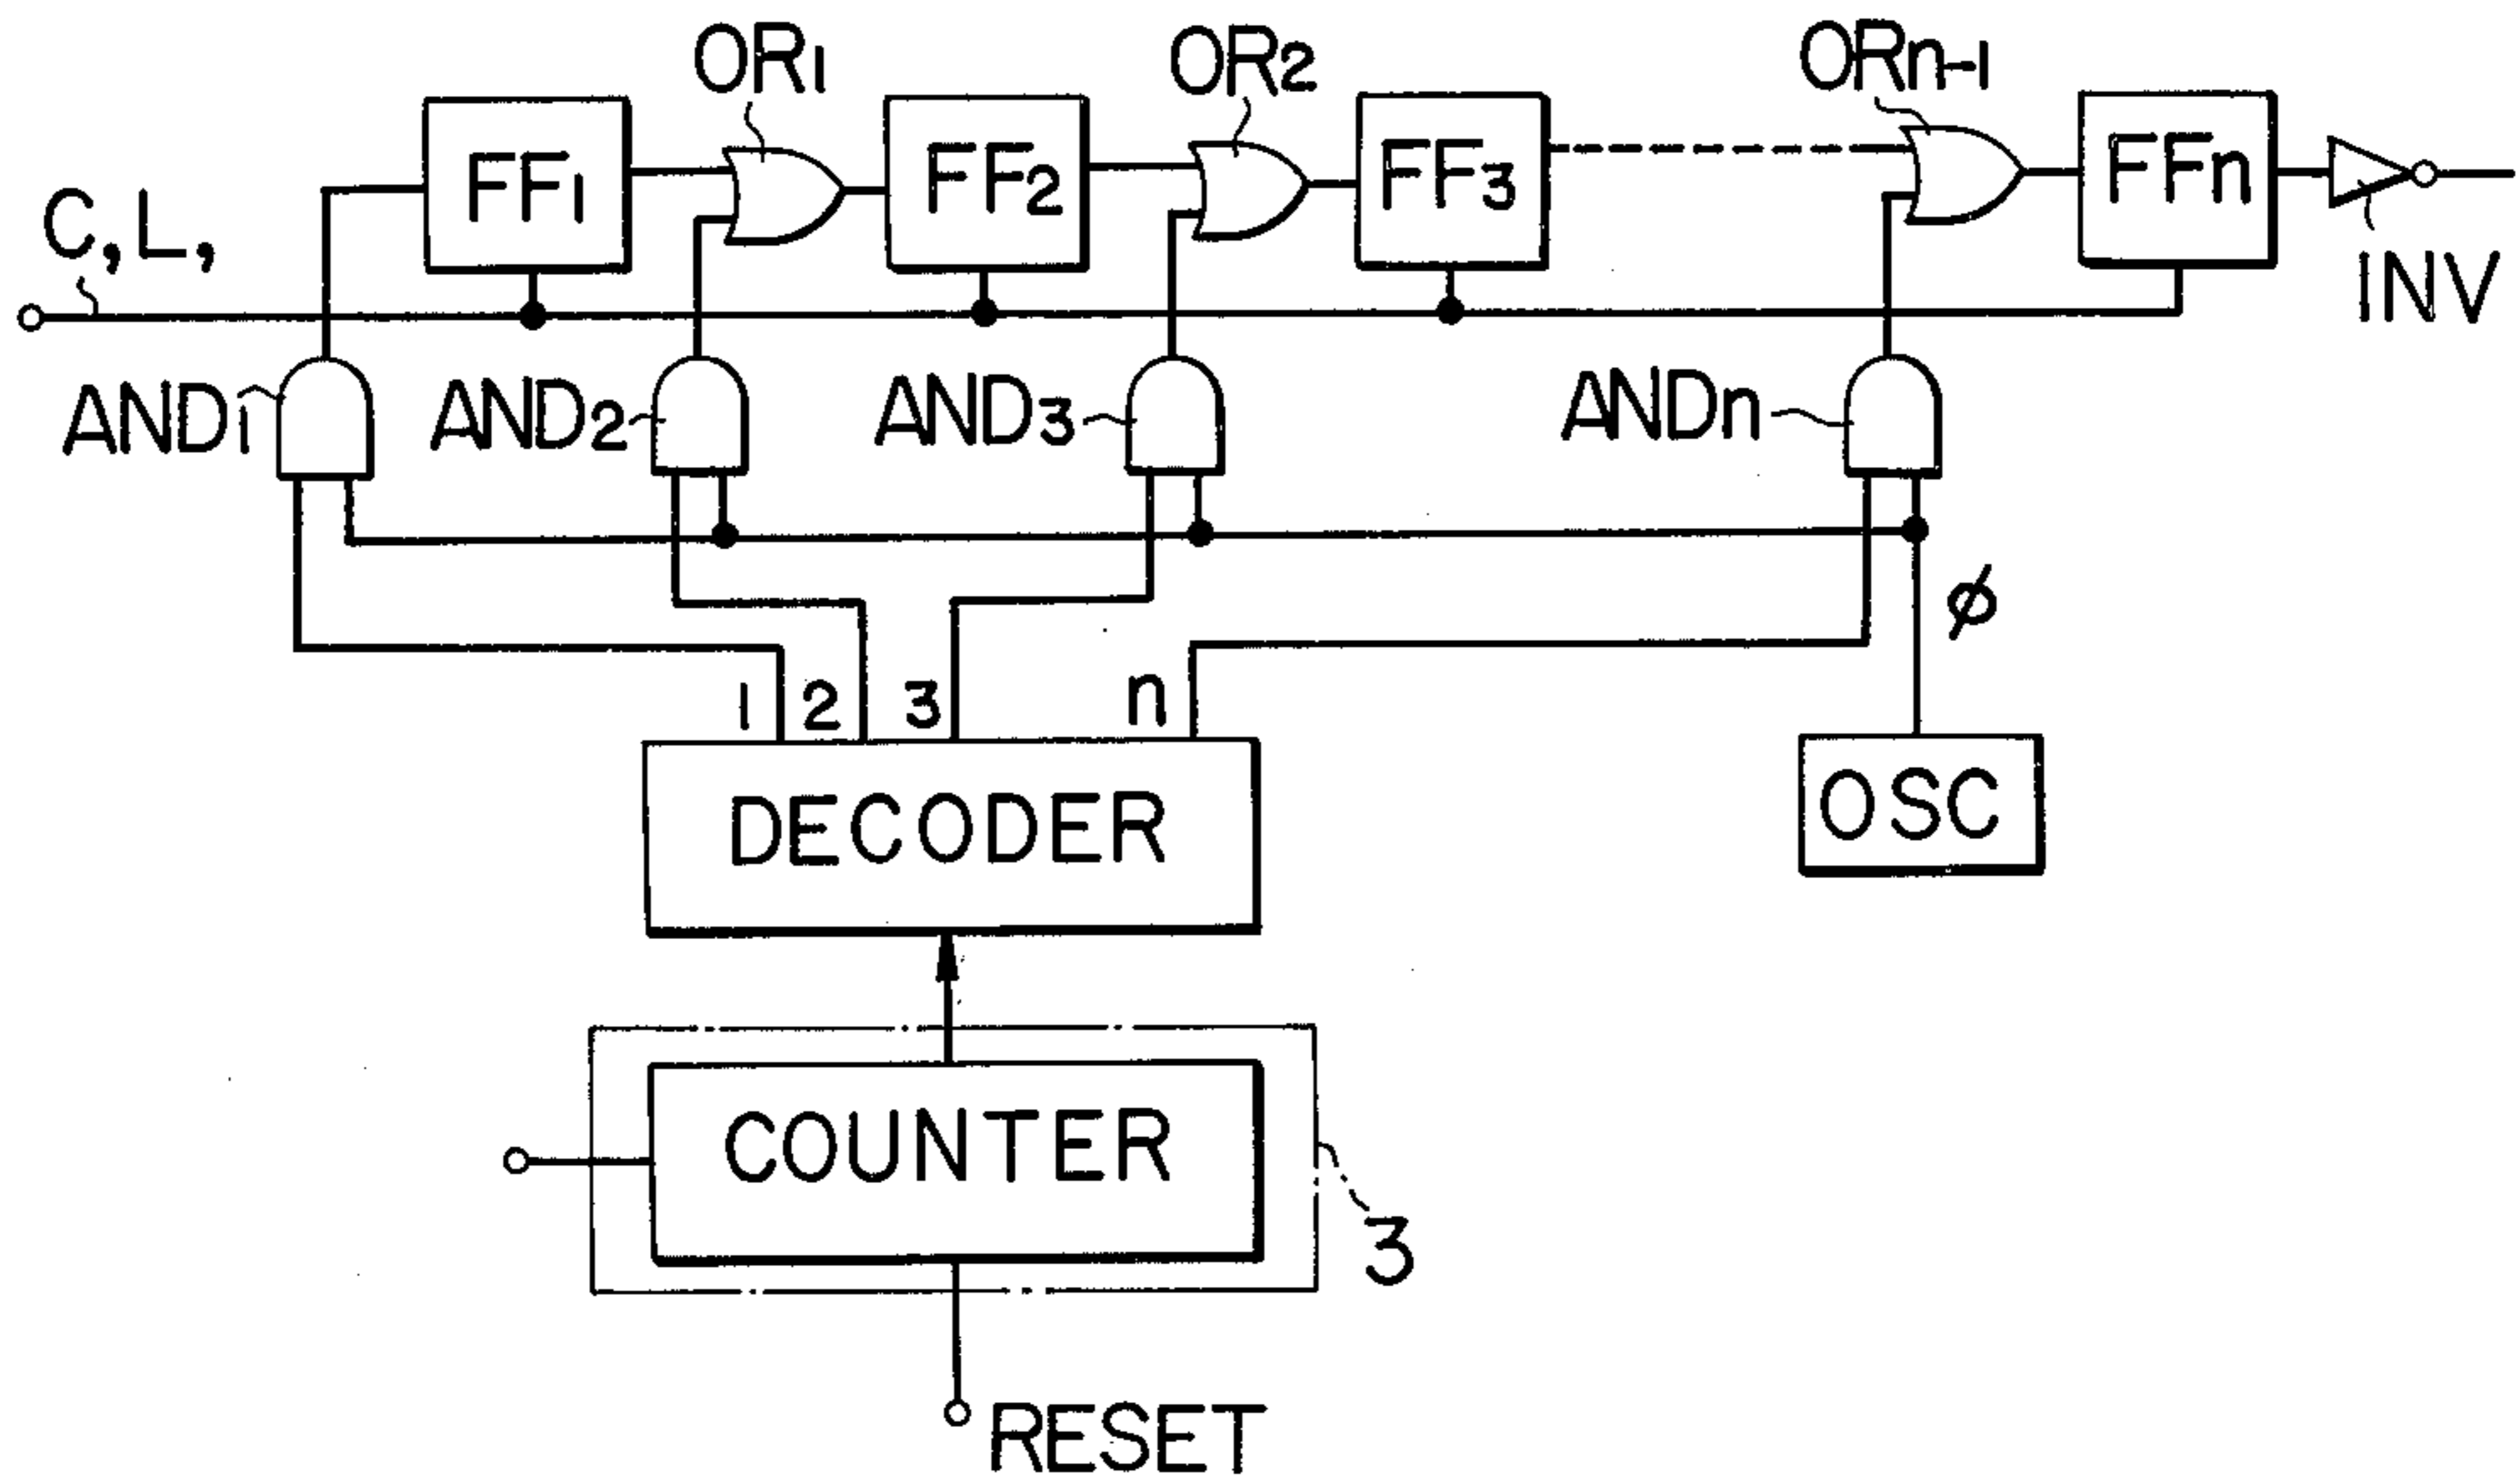 OR1
OR2
ORn-1
FF1
FF2
FF3
FFn
C,L,
INV
AND1
AND2
AND3
ANDn
ϕ
1
2
3
n
DECODER
OSC
COUNTER
3
RESET